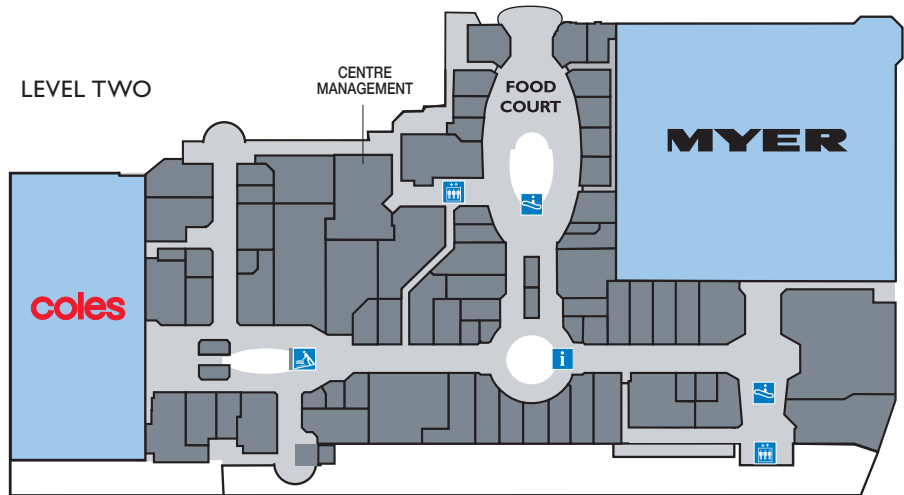 LEVEL TWO
CENTRE
MANAGEMENT
FOOD
COURT
MYER
coles
i